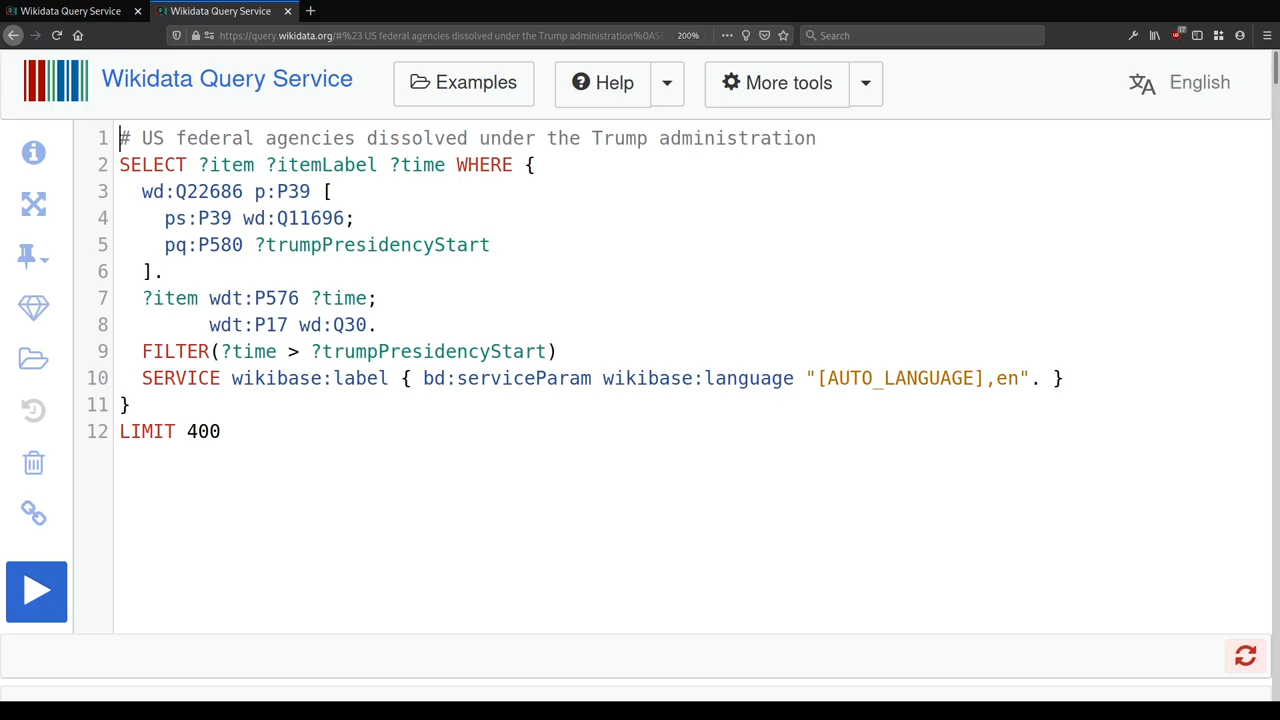 Wikidata Query Service × Wikidata Query Service × +
https://query.wikidata.org/#%23 US federal agencies dissolved under the Trump administration%0ASE 200% Search
Wikidata Query Service Examples Help More tools English
1 # US federal agencies dissolved under the Trump administration
2 SELECT ?item ?itemLabel ?time WHERE {
3 wd:Q22686 p:P39 [
4 ps:P39 wd:Q11696;
5 pq:P580 ?trumpPresidencyStart
6 ].
7 ?item wdt:P576 ?time;
8 wdt:P17 wd:Q30.
9 FILTER(?time > ?trumpPresidencyStart)
10 SERVICE wikibase:label { bd:serviceParam wikibase:language "[AUTO_LANGUAGE],en". }
11 }
12 LIMIT 400